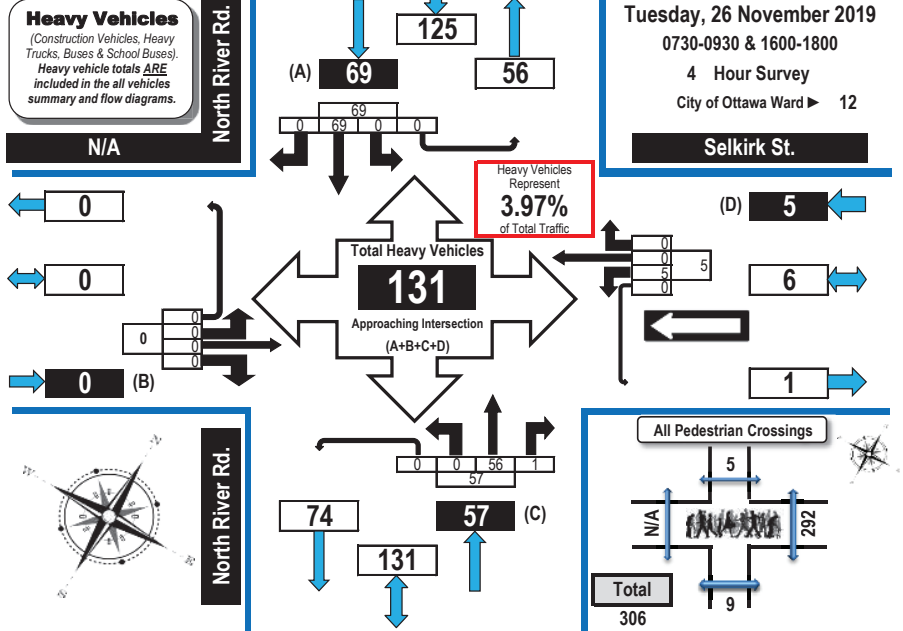 Heavy Vehicles
(Construction Vehicles, Heavy
Trucks, Buses & School Buses).
Heavy vehicle totals ARE
included in the all vehicles
summary and flow diagrams.
North River Rd.
N/A
125
(A)
69
56
69
0 69 0 0
Tuesday, 26 November 2019
0730-0930 & 1600-1800
4 Hour Survey
City of Ottawa Ward ► 12
Selkirk St.
Heavy Vehicles
Represent
3.97%
of Total Traffic
0
0
0
0
0
0
0
0 (B)
(D) 5
0
0
5
0
5
6
1
Total Heavy Vehicles
131
Approaching Intersection
(A+B+C+D)
0 0 56 1
57
74
57 (C)
131
North River Rd.
N
W
E
S
All Pedestrian Crossings
5
N/A
292
9
Total
306